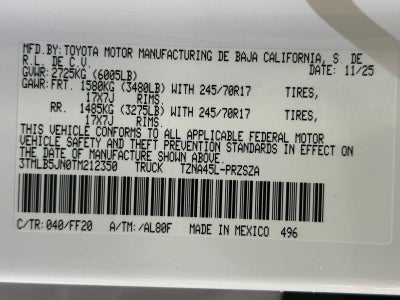 MFD.BY: TOYOTA MOTOR MANUFACTURING DE BAJA CALIFORNIA, S DE
R.L. DE C.V. DATE: 11/25
GVWR: 2725KG (6005LB)
GAWR: FRT. 1580KG (3480LB) WITH 245/70R17 TIRES,
17X7J RIMS,
RR. 1485KG (3275LB) WITH 245/70R17 TIRES,
17X7J RIMS.
THIS VEHICLE CONFORMS TO ALL APPLICABLE FEDERAL MOTOR
VEHICLE SAFETY AND THEFT PREVENTION STANDARDS IN EFFECT ON
THE DATE OF MANUFACTURE SHOWN ABOVE.
3TMLB5JN0TM212350 TRUCK TZNA45L-PRZSZA
C/TR: 040/FF20 A/TM: /AL80F MADE IN MEXICO 496